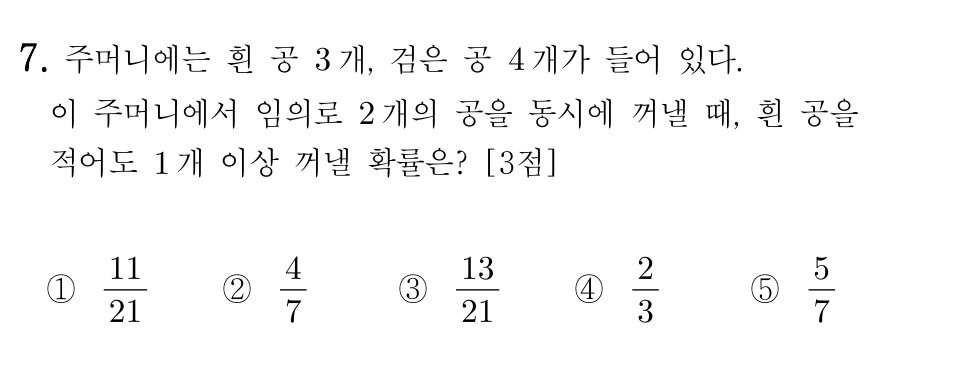 7. 주머니에는 흰 공 3개, 검은 공 4개가 들어 있다.
이 주머니에서 임의로 2개의 공을 동시에 꺼낼 때, 흰 공을
적어도 1개 이상 꺼낼 확률은? [3점]
① 11/21 ② 4/7 ③ 13/21 ④ 2/3 ⑤ 5/7